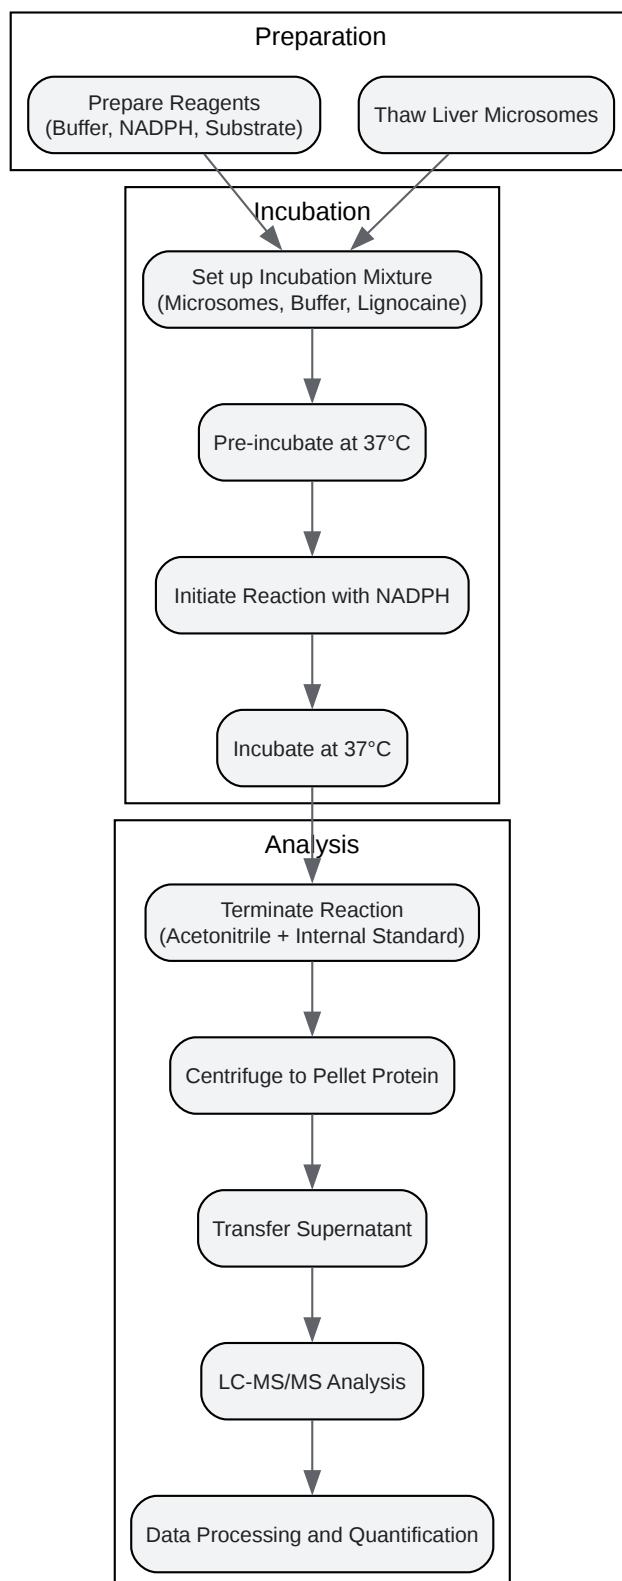 Preparation
Prepare Reagents
(Buffer, NADPH, Substrate)
Thaw Liver Microsomes
Incubation
Set up Incubation Mixture
(Microsomes, Buffer, Lignocaine)
Pre-incubate at 37°C
Initiate Reaction with NADPH
Incubate at 37°C
Analysis
Terminate Reaction
(Acetonitrile + Internal Standard)
Centrifuge to Pellet Protein
Transfer Supernatant
LC-MS/MS Analysis
Data Processing and Quantification